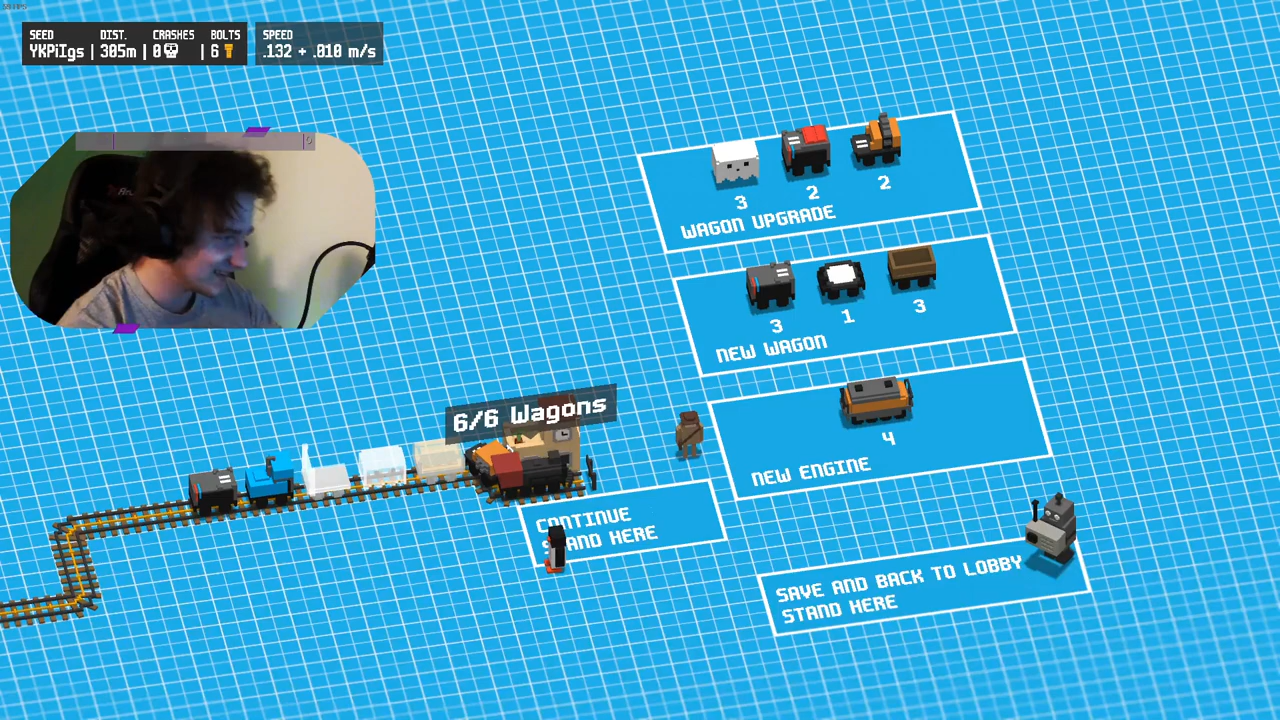 SEED DIST. CRASHES BOLTS
YKPiIgs | 305m | 0 | 6
SPEED
.132 + .010 m/s
3 2 2
WAGON UPGRADE
3 1 3
NEW WAGON
6/6 Wagons
4
NEW ENGINE
CONTINUE
STAND HERE
SAVE AND BACK TO LOBBY
STAND HERE